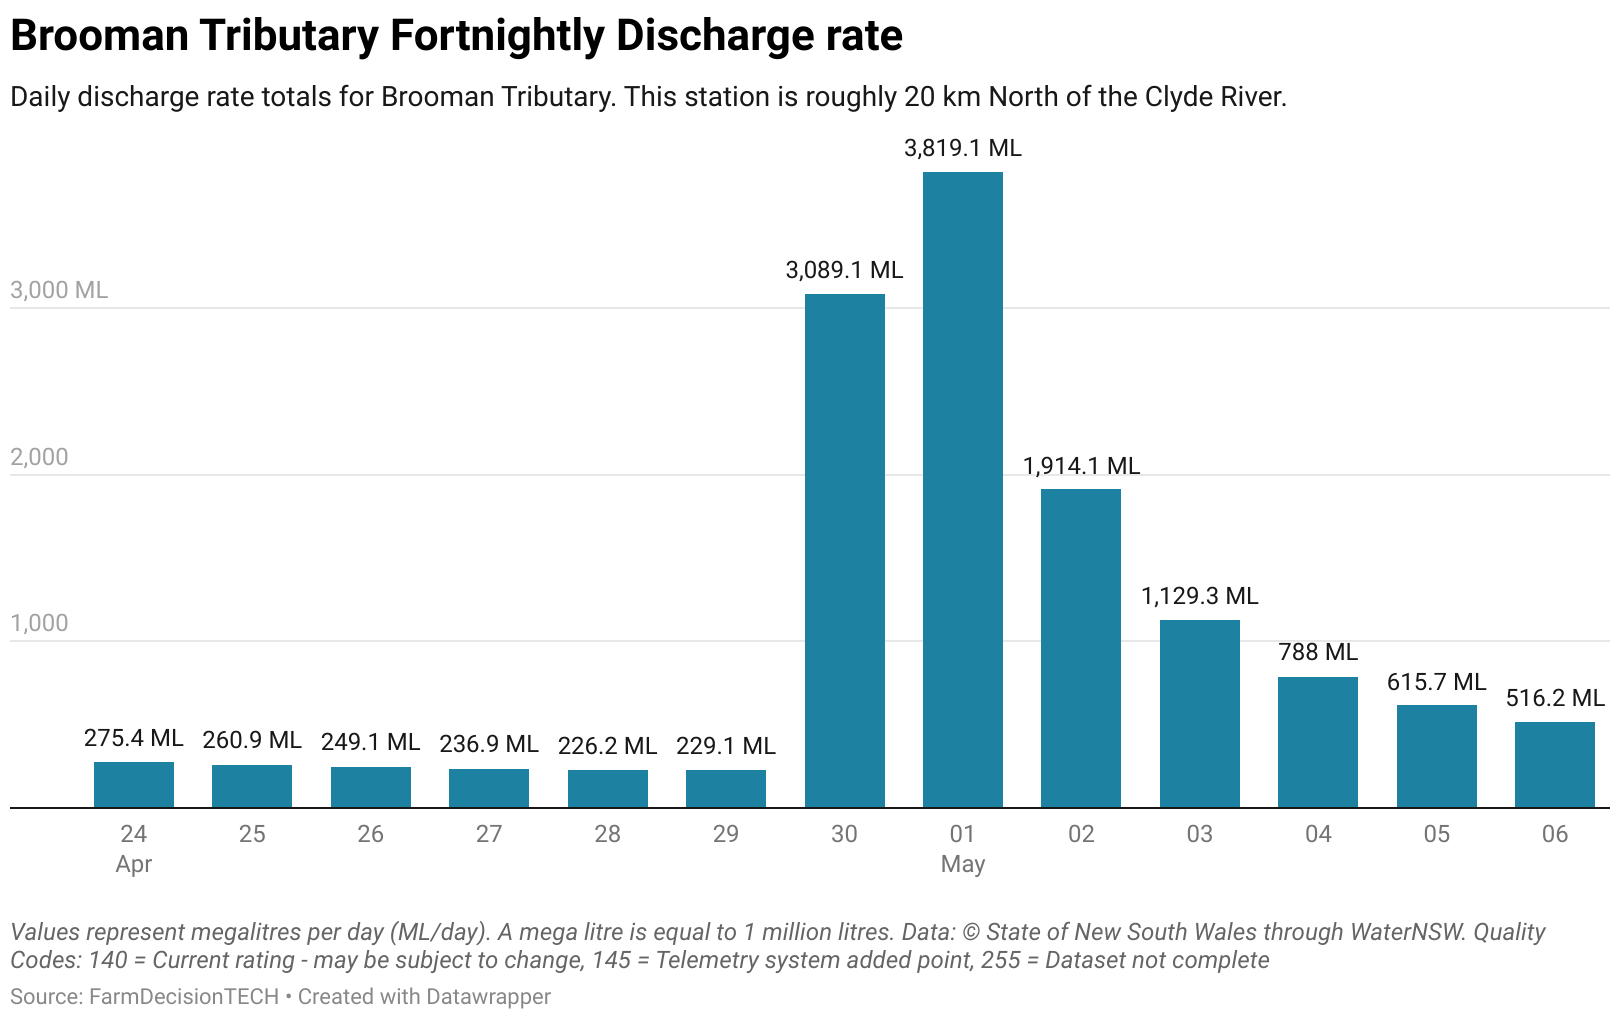 Brooman Tributary Fortnightly Discharge rate
Daily discharge rate totals for Brooman Tributary. This station is roughly 20 km North of the Clyde River.
3,819.1 ML
3,089.1 ML
3,000 ML
2,000
1,914.1 ML
1,129.3 ML
1,000
788 ML
615.7 ML
516.2 ML
275.4 ML 260.9 ML 249.1 ML 236.9 ML 226.2 ML 229.1 ML
24 25 26 27 28 29 30 01 02 03 04 05 06
Apr May
Values represent megalitres per day (ML/day). A mega litre is equal to 1 million litres. Data: © State of New South Wales through WaterNSW. Quality
Codes: 140 = Current rating - may be subject to change, 145 = Telemetry system added point, 255 = Dataset not complete
Source: FarmDecisionTECH • Created with Datawrapper